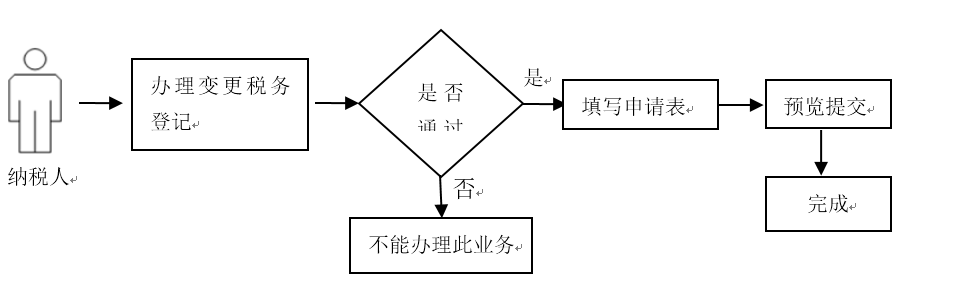 纳税人
办理变更税务
登记
是否
通过
是
否
填写申请表
预览提交
完成
不能办理此业务